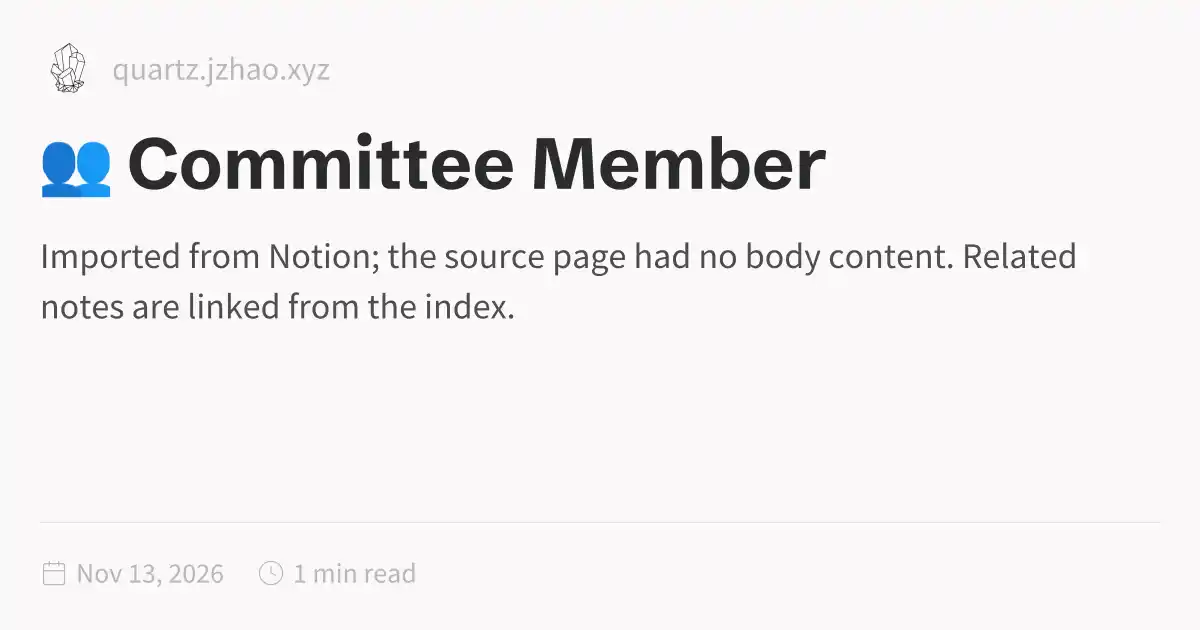 quartz.jzhao.xyz
👥 Committee Member
Imported from Notion; the source page had no body content. Related
notes are linked from the index.
Nov 13, 2026 1 min read